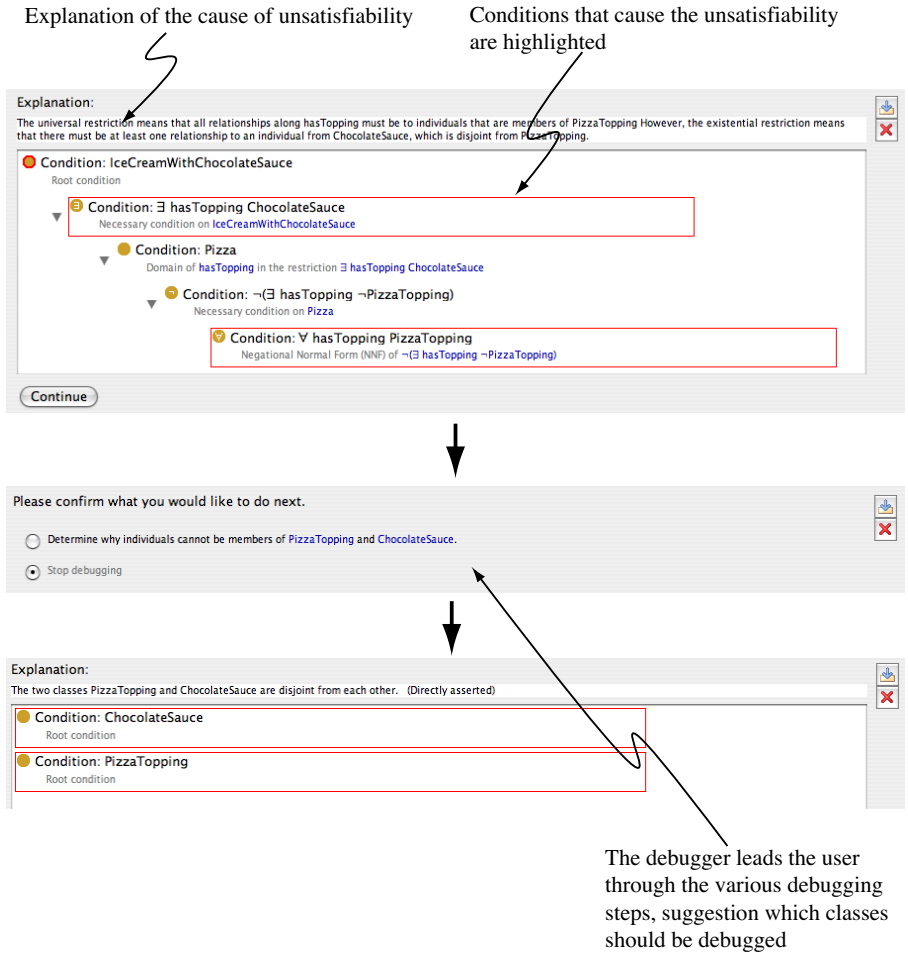 Explanation of the cause of unsatisfiability
Conditions that cause the unsatisfiability
are highlighted
Explanation:
The universal restriction means that all relationships along hasTopping must be to individuals that are members of PizzaTopping However, the existential restriction means
that there must be at least one relationship to an individual from ChocolateSauce, which is disjoint from PizzaTopping.
Condition: IceCreamWithChocolateSauce
Root condition
∃ Condition: ∃ hasTopping ChocolateSauce
Necessary condition on IceCreamWithChocolateSauce
Condition: Pizza
Domain of hasTopping in the restriction ∃ hasTopping ChocolateSauce
¬ Condition: ¬(∃ hasTopping ¬PizzaTopping)
Necessary condition on Pizza
∀ Condition: ∀ hasTopping PizzaTopping
Negational Normal Form (NNF) of ¬(∃ hasTopping ¬PizzaTopping)
Continue
Please confirm what you would like to do next.
Determine why individuals cannot be members of PizzaTopping and ChocolateSauce.
Stop debugging
Explanation:
The two classes PizzaTopping and ChocolateSauce are disjoint from each other. (Directly asserted)
Condition: ChocolateSauce
Root condition
Condition: PizzaTopping
Root condition
The debugger leads the user
through the various debugging
steps, suggestion which classes
should be debugged